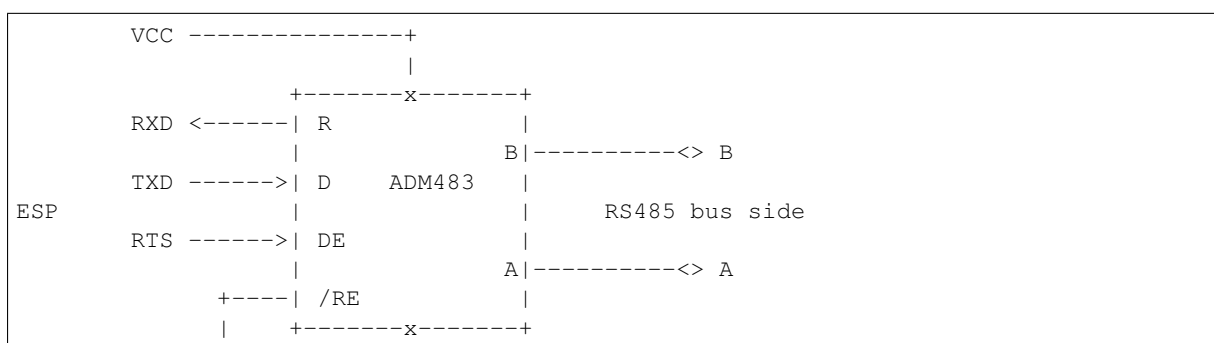 VCC ---------------+
|
+-------x-------+
RXD <------| R |
| B|----------<> B
TXD ------>| D ADM483 |
ESP | | RS485 bus side
RTS ------>| DE |
| A|----------<> A
+----| /RE |
| +-------x-------+